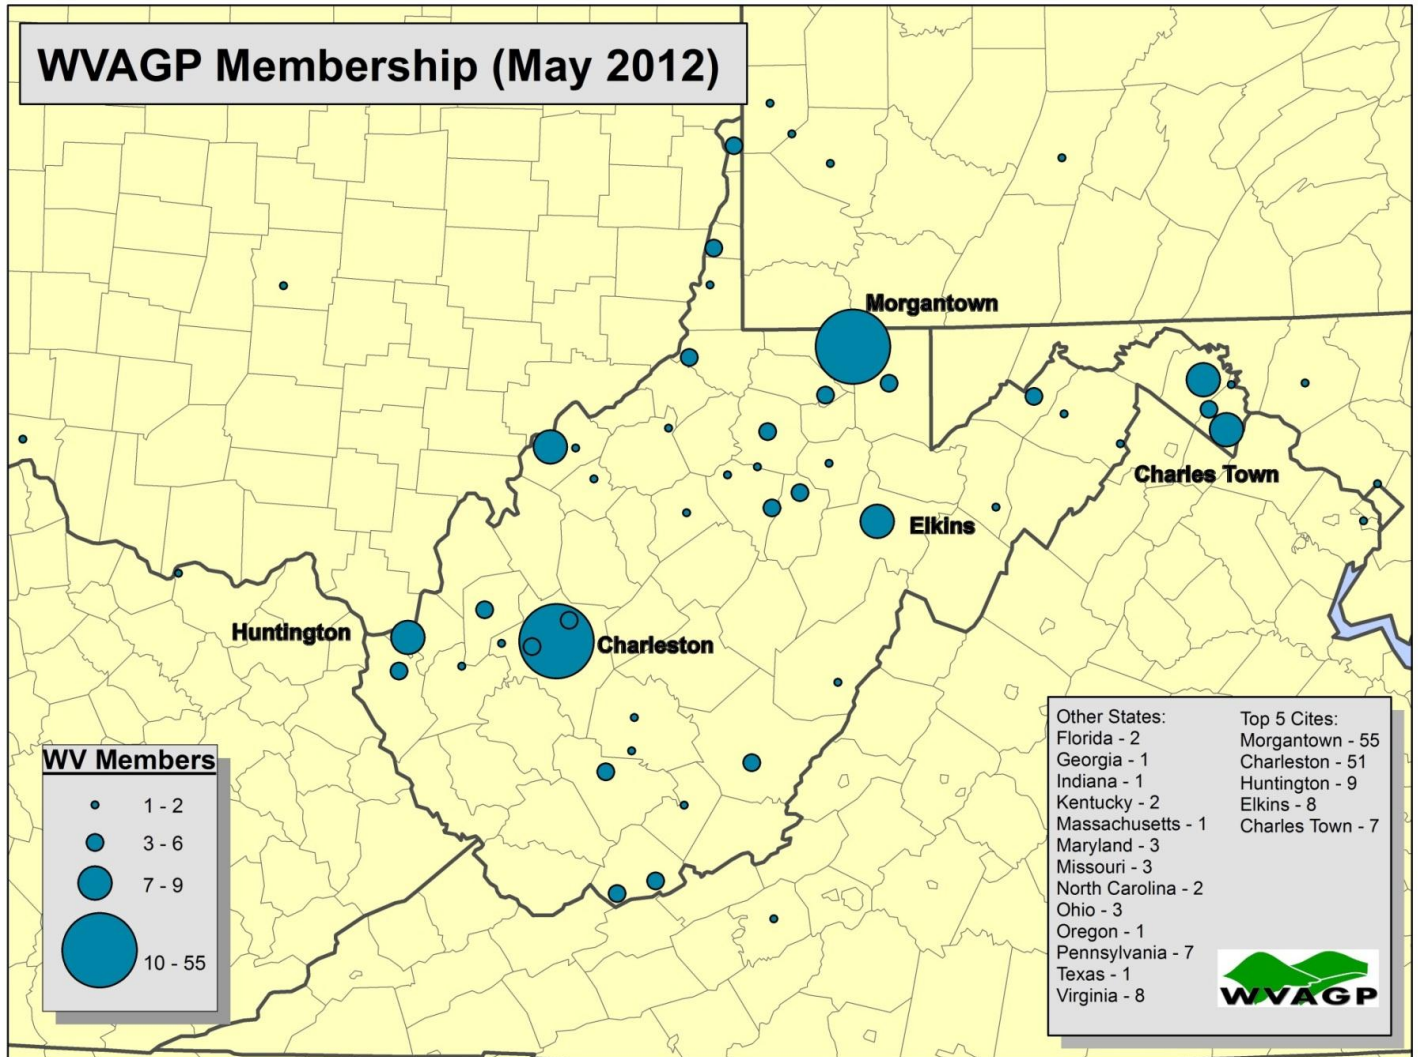 WVAGP Membership (May 2012)
Morgantown
Charles Town
Elkins
Huntington
Charleston
WV Members
1 - 2
3 - 6
7 - 9
10 - 55
Other States:
Florida - 2
Georgia - 1
Indiana - 1
Kentucky - 2
Massachusetts - 1
Maryland - 3
Missouri - 3
North Carolina - 2
Ohio - 3
Oregon - 1
Pennsylvania - 7
Texas - 1
Virginia - 8
Top 5 Cites:
Morgantown - 55
Charleston - 51
Huntington - 9
Elkins - 8
Charles Town - 7
WVAGP